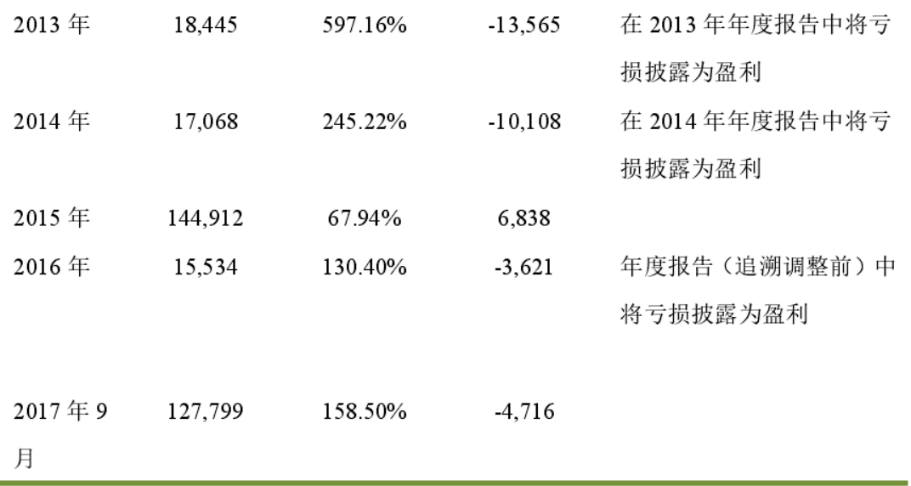 2013 年 18,445 597.16% -13,565 在 2013 年年度报告中将亏
损披露为盈利
2014 年 17,068 245.22% -10,108 在 2014 年年度报告中将亏
损披露为盈利
2015 年 144,912 67.94% 6,838
2016 年 15,534 130.40% -3,621 年度报告（追溯调整前）中
将亏损披露为盈利
2017 年 9 127,799 158.50% -4,716
月